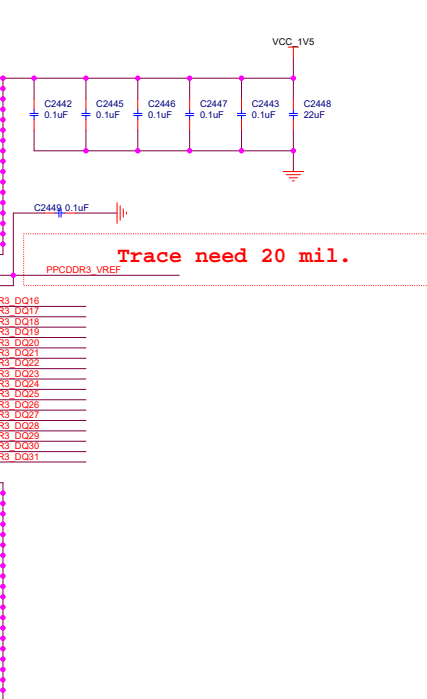 VCC_1V5
C2442 C2445 C2446 C2447 C2443 C2448
0.1uF 0.1uF 0.1uF 0.1uF 0.1uF 22uF
C2449 0.1uF
Trace need 20 mil.
PPCDDR3_VREF
R3_DQ16
R3_DQ17
R3_DQ18
R3_DQ19
R3_DQ20
R3_DQ21
R3_DQ22
R3_DQ23
R3_DQ24
R3_DQ25
R3_DQ26
R3_DQ27
R3_DQ28
R3_DQ29
R3_DQ30
R3_DQ31